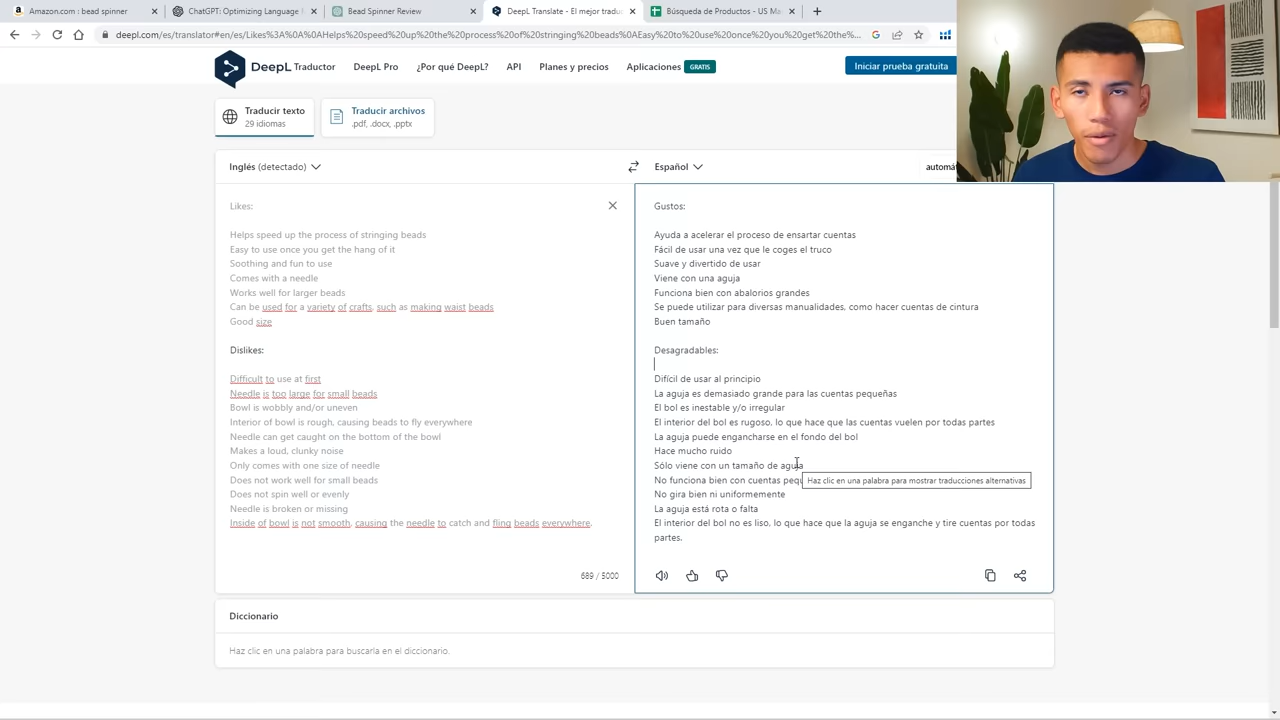 Amazon.com : bead spinner
ChatGPT: Optimizing Language
Bead Spinner Review
DeepL Translate - El mejor traduc
Búsqueda de Productos - US Ma
deepl.com/es/translator#en/es/Likes%3A%0A%0AHelps%20speed%20up%20the%20process%20of%20stringing%20beads%0AEasy%20to%20use%20once%20you%20get%20the%...
DeepL Traductor
DeepL Pro
¿Por qué DeepL?
API
Planes y precios
Aplicaciones GRATIS
Iniciar prueba gratuita
Traducir texto
29 idiomas
Traducir archivos
.pdf, .docx, .pptx
Inglés (detectado)
Español
Likes:
Helps speed up the process of stringing beads
Easy to use once you get the hang of it
Soothing and fun to use
Comes with a needle
Works well for larger beads
Can be used for a variety of crafts, such as making waist beads
Good size
Dislikes:
Difficult to use at first
Needle is too large for small beads
Bowl is wobbly and/or uneven
Interior of bowl is rough, causing beads to fly everywhere
Needle can get caught on the bottom of the bowl
Makes a loud, clunky noise
Only comes with one size of needle
Does not work well for small beads
Does not spin well or evenly
Needle is broken or missing
Inside of bowl is not smooth, causing the needle to catch and fling beads everywhere.
689 / 5000
Gustos:
Ayuda a acelerar el proceso de ensartar cuentas
Fácil de usar una vez que le coges el truco
Suave y divertido de usar
Viene con una aguja
Funciona bien con abalorios grandes
Se puede utilizar para diversas manualidades, como hacer cuentas de cintura
Buen tamaño
Desagradables:
Difícil de usar al principio
La aguja es demasiado grande para las cuentas pequeñas
El bol es inestable y/o irregular
El interior del bol es rugoso, lo que hace que las cuentas vuelen por todas partes
La aguja puede engancharse en el fondo del bol
Hace mucho ruido
Sólo viene con un tamaño de aguja
No funciona bien con cuentas pequ
Haz clic en una palabra para mostrar traducciones alternativas
No gira bien ni uniformemente
La aguja está rota o falta
El interior del bol no es liso, lo que hace que la aguja se enganche y tire cuentas por todas
partes.
Diccionario
Haz clic en una palabra para buscarla en el diccionario.